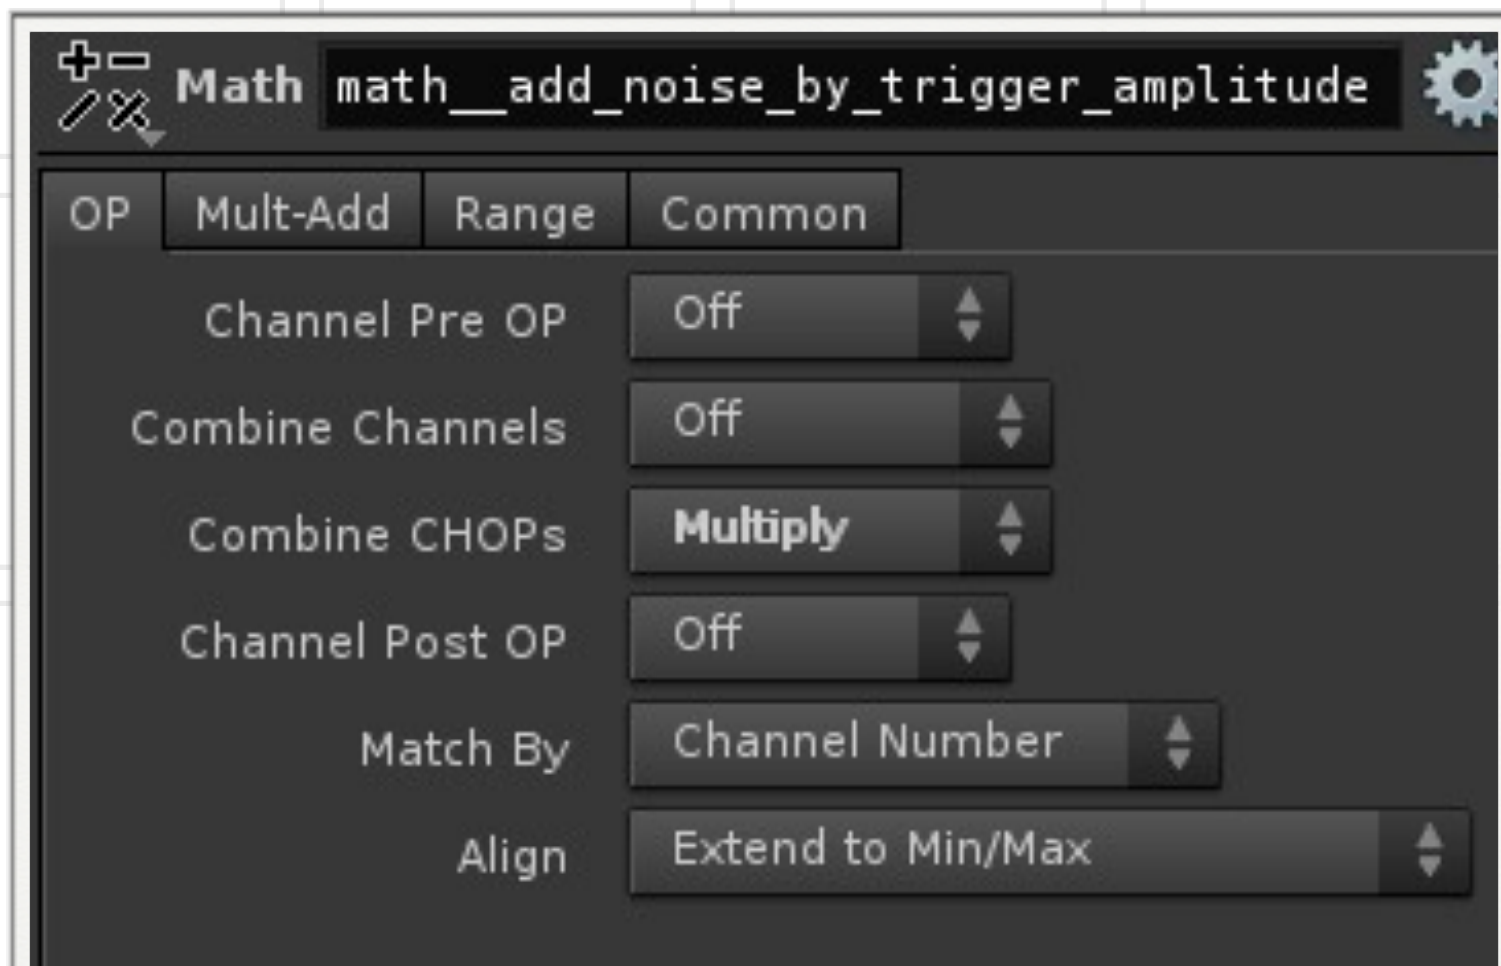 Math math__add_noise_by_trigger_amplitude
OP Mult-Add Range Common
Channel Pre OP Off
Combine Channels Off
Combine CHOPs Multiply
Channel Post OP Off
Match By Channel Number
Align Extend to Min/Max